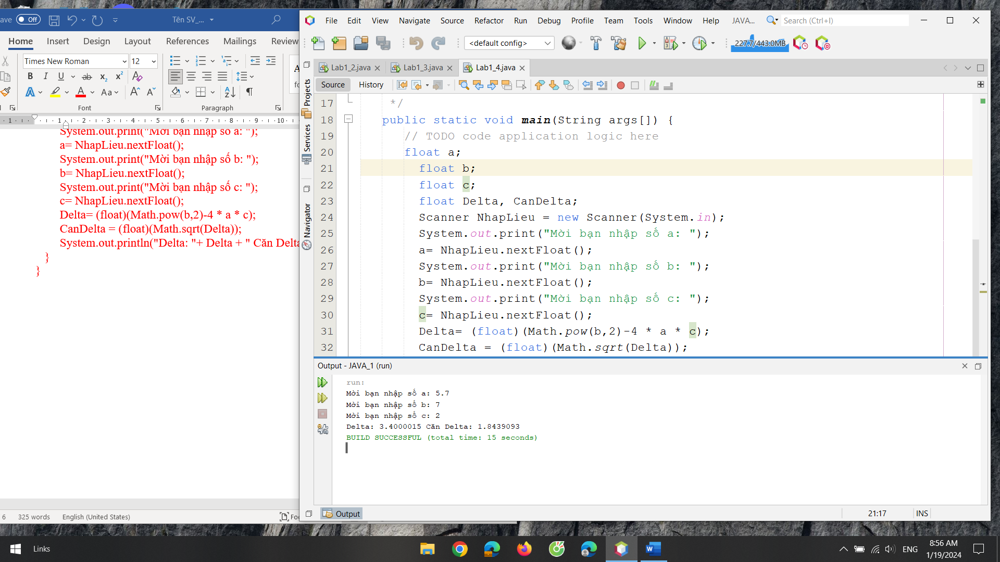 ave Off Tên SV_...
Home Insert Design Layout References Mailings Review
Times New Roman 12
Font Paragraph
System.out.print("Mời bạn nhập số a: ");
a= NhapLieu.nextFloat();
System.out.print("Mời bạn nhập số b: ");
b= NhapLieu.nextFloat();
System.out.print("Mời bạn nhập số c: ");
c= NhapLieu.nextFloat();
Delta= (float)(Math.pow(b,2)-4 * a * c);
CanDelta = (float)(Math.sqrt(Delta));
System.out.println("Delta: "+ Delta + " Căn Delta
}
}
6 325 words English (United States) Foc
File Edit View Navigate Source Refactor Run Debug Profile Team Tools Window Help JAVA... Search (Ctrl+I)
<default config> 227.7/443.0MB
Lab1_2.java Lab1_3.java Lab1_4.java
Source History
Projects
Services
Navigator
17 */
18 public static void main(String args[]) {
19 // TODO code application logic here
20 float a;
21 float b;
22 float c;
23 float Delta, CanDelta;
24 Scanner NhapLieu = new Scanner(System.in);
25 System.out.print("Mời bạn nhập số a: ");
26 a= NhapLieu.nextFloat();
27 System.out.print("Mời bạn nhập số b: ");
28 b= NhapLieu.nextFloat();
29 System.out.print("Mời bạn nhập số c: ");
30 c= NhapLieu.nextFloat();
31 Delta= (float)(Math.pow(b,2)-4 * a * c);
32 CanDelta = (float)(Math.sqrt(Delta));
Output - JAVA_1 (run)
run:
Mời bạn nhập số a: 5.7
Mời bạn nhập số b: 7
Mời bạn nhập số c: 2
Delta: 3.4000015 Căn Delta: 1.8439093
BUILD SUCCESSFUL (total time: 15 seconds)
Output 21:17 INS
Links ENG
8:56 AM
1/19/2024